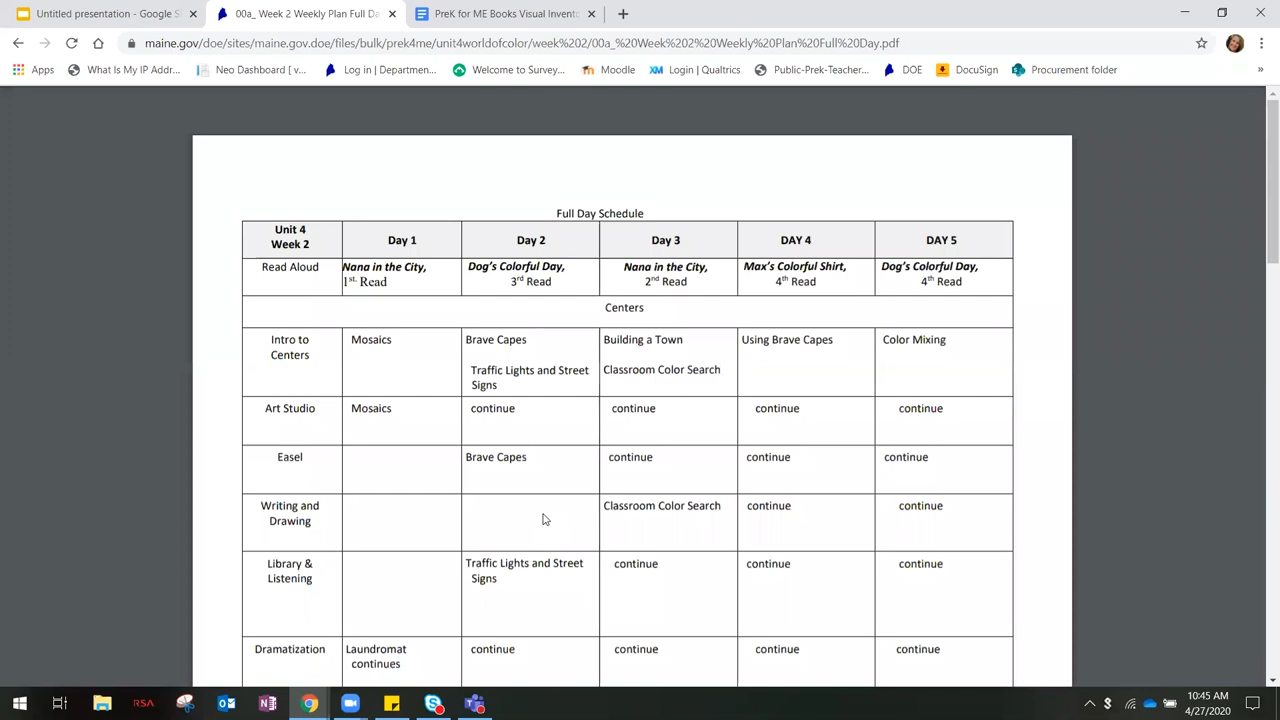 Untitled presentation - Google S
00a_ Week 2 Weekly Plan Full Da
PreK for ME Books Visual Invent
maine.gov/doe/sites/maine.gov.doe/files/bulk/prek4me/unit4worldofcolor/week%202/00a_%20Week%202%20Weekly%20Plan%20Full%20Day.pdf
Apps What Is My IP Addr... Neo Dashboard [ v... Log in | Departmen... Welcome to Survey... Moodle Login | Qualtrics Public-Prek-Teacher... DOE DocuSign Procurement folder »
Full Day Schedule
Unit 4
Week 2
Day 1
Day 2
Day 3
DAY 4
DAY 5
Read Aloud
Nana in the City,
1st. Read
Dog's Colorful Day,
3rd Read
Nana in the City,
2nd Read
Max's Colorful Shirt,
4th Read
Dog's Colorful Day,
4th Read
Centers
Intro to
Centers
Mosaics
Brave Capes
Traffic Lights and Street
Signs
Building a Town
Classroom Color Search
Using Brave Capes
Color Mixing
Art Studio
Mosaics
continue
continue
continue
continue
Easel
Brave Capes
continue
continue
continue
Writing and
Drawing
Classroom Color Search
continue
continue
Library &
Listening
Traffic Lights and Street
Signs
continue
continue
continue
Dramatization
Laundromat
continues
continue
continue
continue
continue
RSA
10:45 AM
4/27/2020